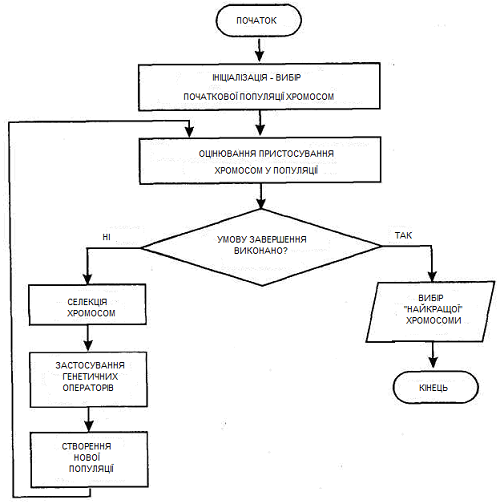 ПОЧАТОК
ІНІЦІАЛІЗАЦІЯ - ВИБІР
ПОЧАТКОВОЇ ПОПУЛЯЦІЇ ХРОМОСОМ
ОЦІНЮВАННЯ ПРИСТОСУВАННЯ
ХРОМОСОМ У ПОПУЛЯЦІЇ
УМОВУ ЗАВЕРШЕННЯ
ВИКОНАНО?
НІ
ТАК
СЕЛЕКЦІЯ
ХРОМОСОМ
ЗАСТОСУВАННЯ
ГЕНЕТИЧНИХ
ОПЕРАТОРІВ
СТВОРЕННЯ
НОВОЇ
ПОПУЛЯЦІЇ
ВИБІР
"НАЙКРАЩОЇ"
ХРОМОСОМИ
КІНЕЦЬ